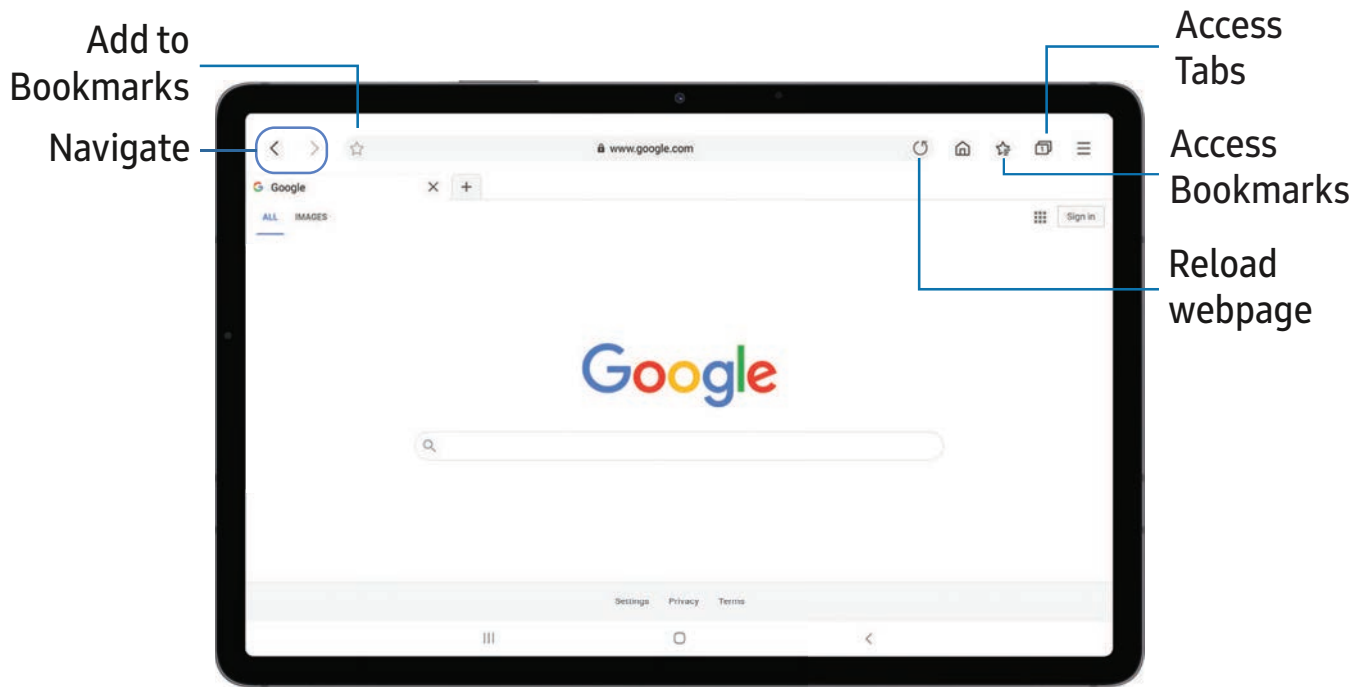 Add to
Bookmarks
Access
Tabs
Navigate
www.google.com
1
Access
Bookmarks
Google
ALL IMAGES
Sign in
Reload
webpage
Google
Settings Privacy Terms